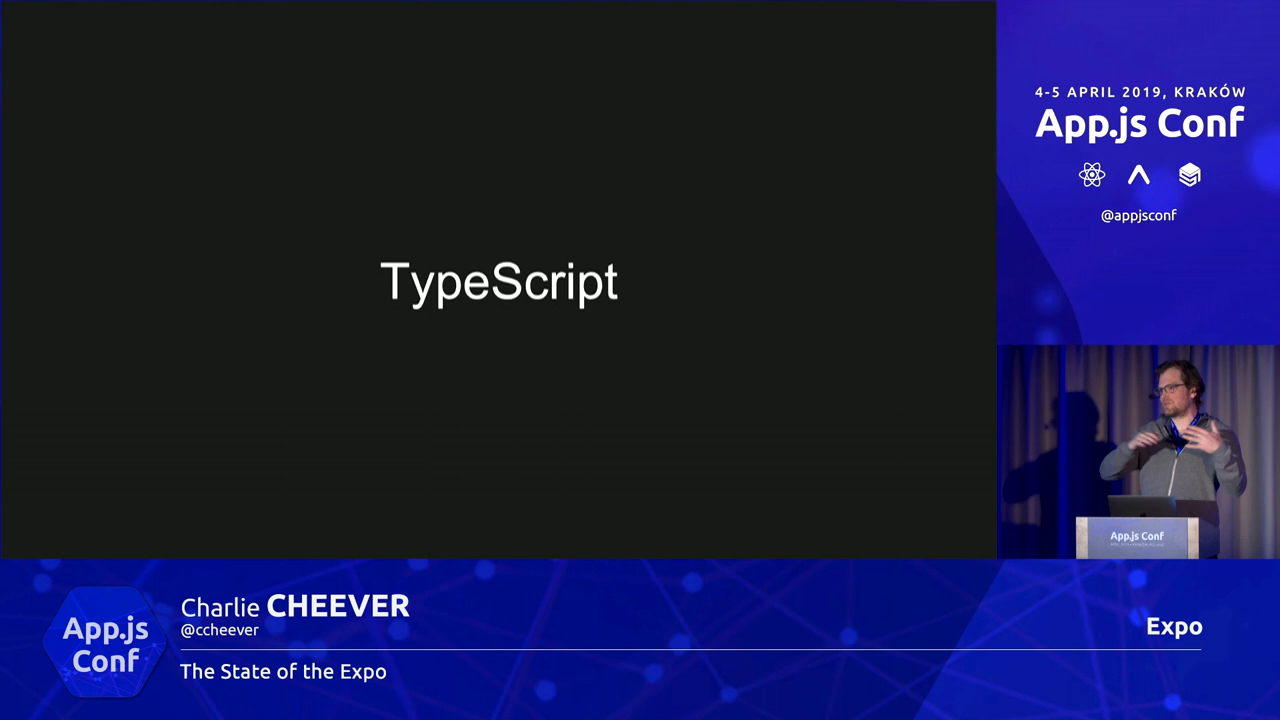 TypeScript
4-5 APRIL 2019, KRAKÓW
App.js Conf
@appjsconf
App.js Conf
App.js
Conf
Charlie CHEEVER
@ccheever
The State of the Expo
Expo